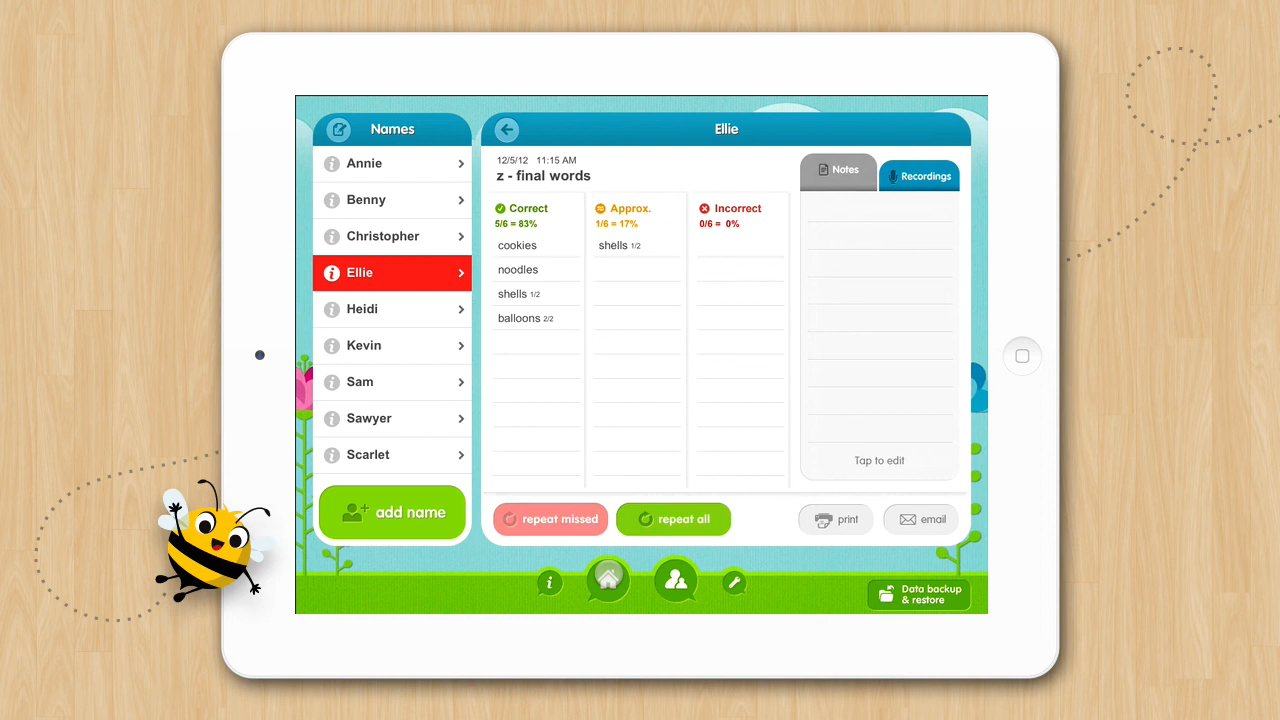 Names
Annie
Benny
Christopher
Ellie
Heidi
Kevin
Sam
Sawyer
Scarlet
add name
Ellie
12/5/12 11:15 AM
z - final words
Correct
5/6 = 83%
cookies
noodles
shells 1/2
balloons 2/2
Approx.
1/6 = 17%
shells 1/2
Incorrect
0/6 = 0%
Notes
Recordings
Tap to edit
repeat missed
repeat all
print
email
Data backup
& restore